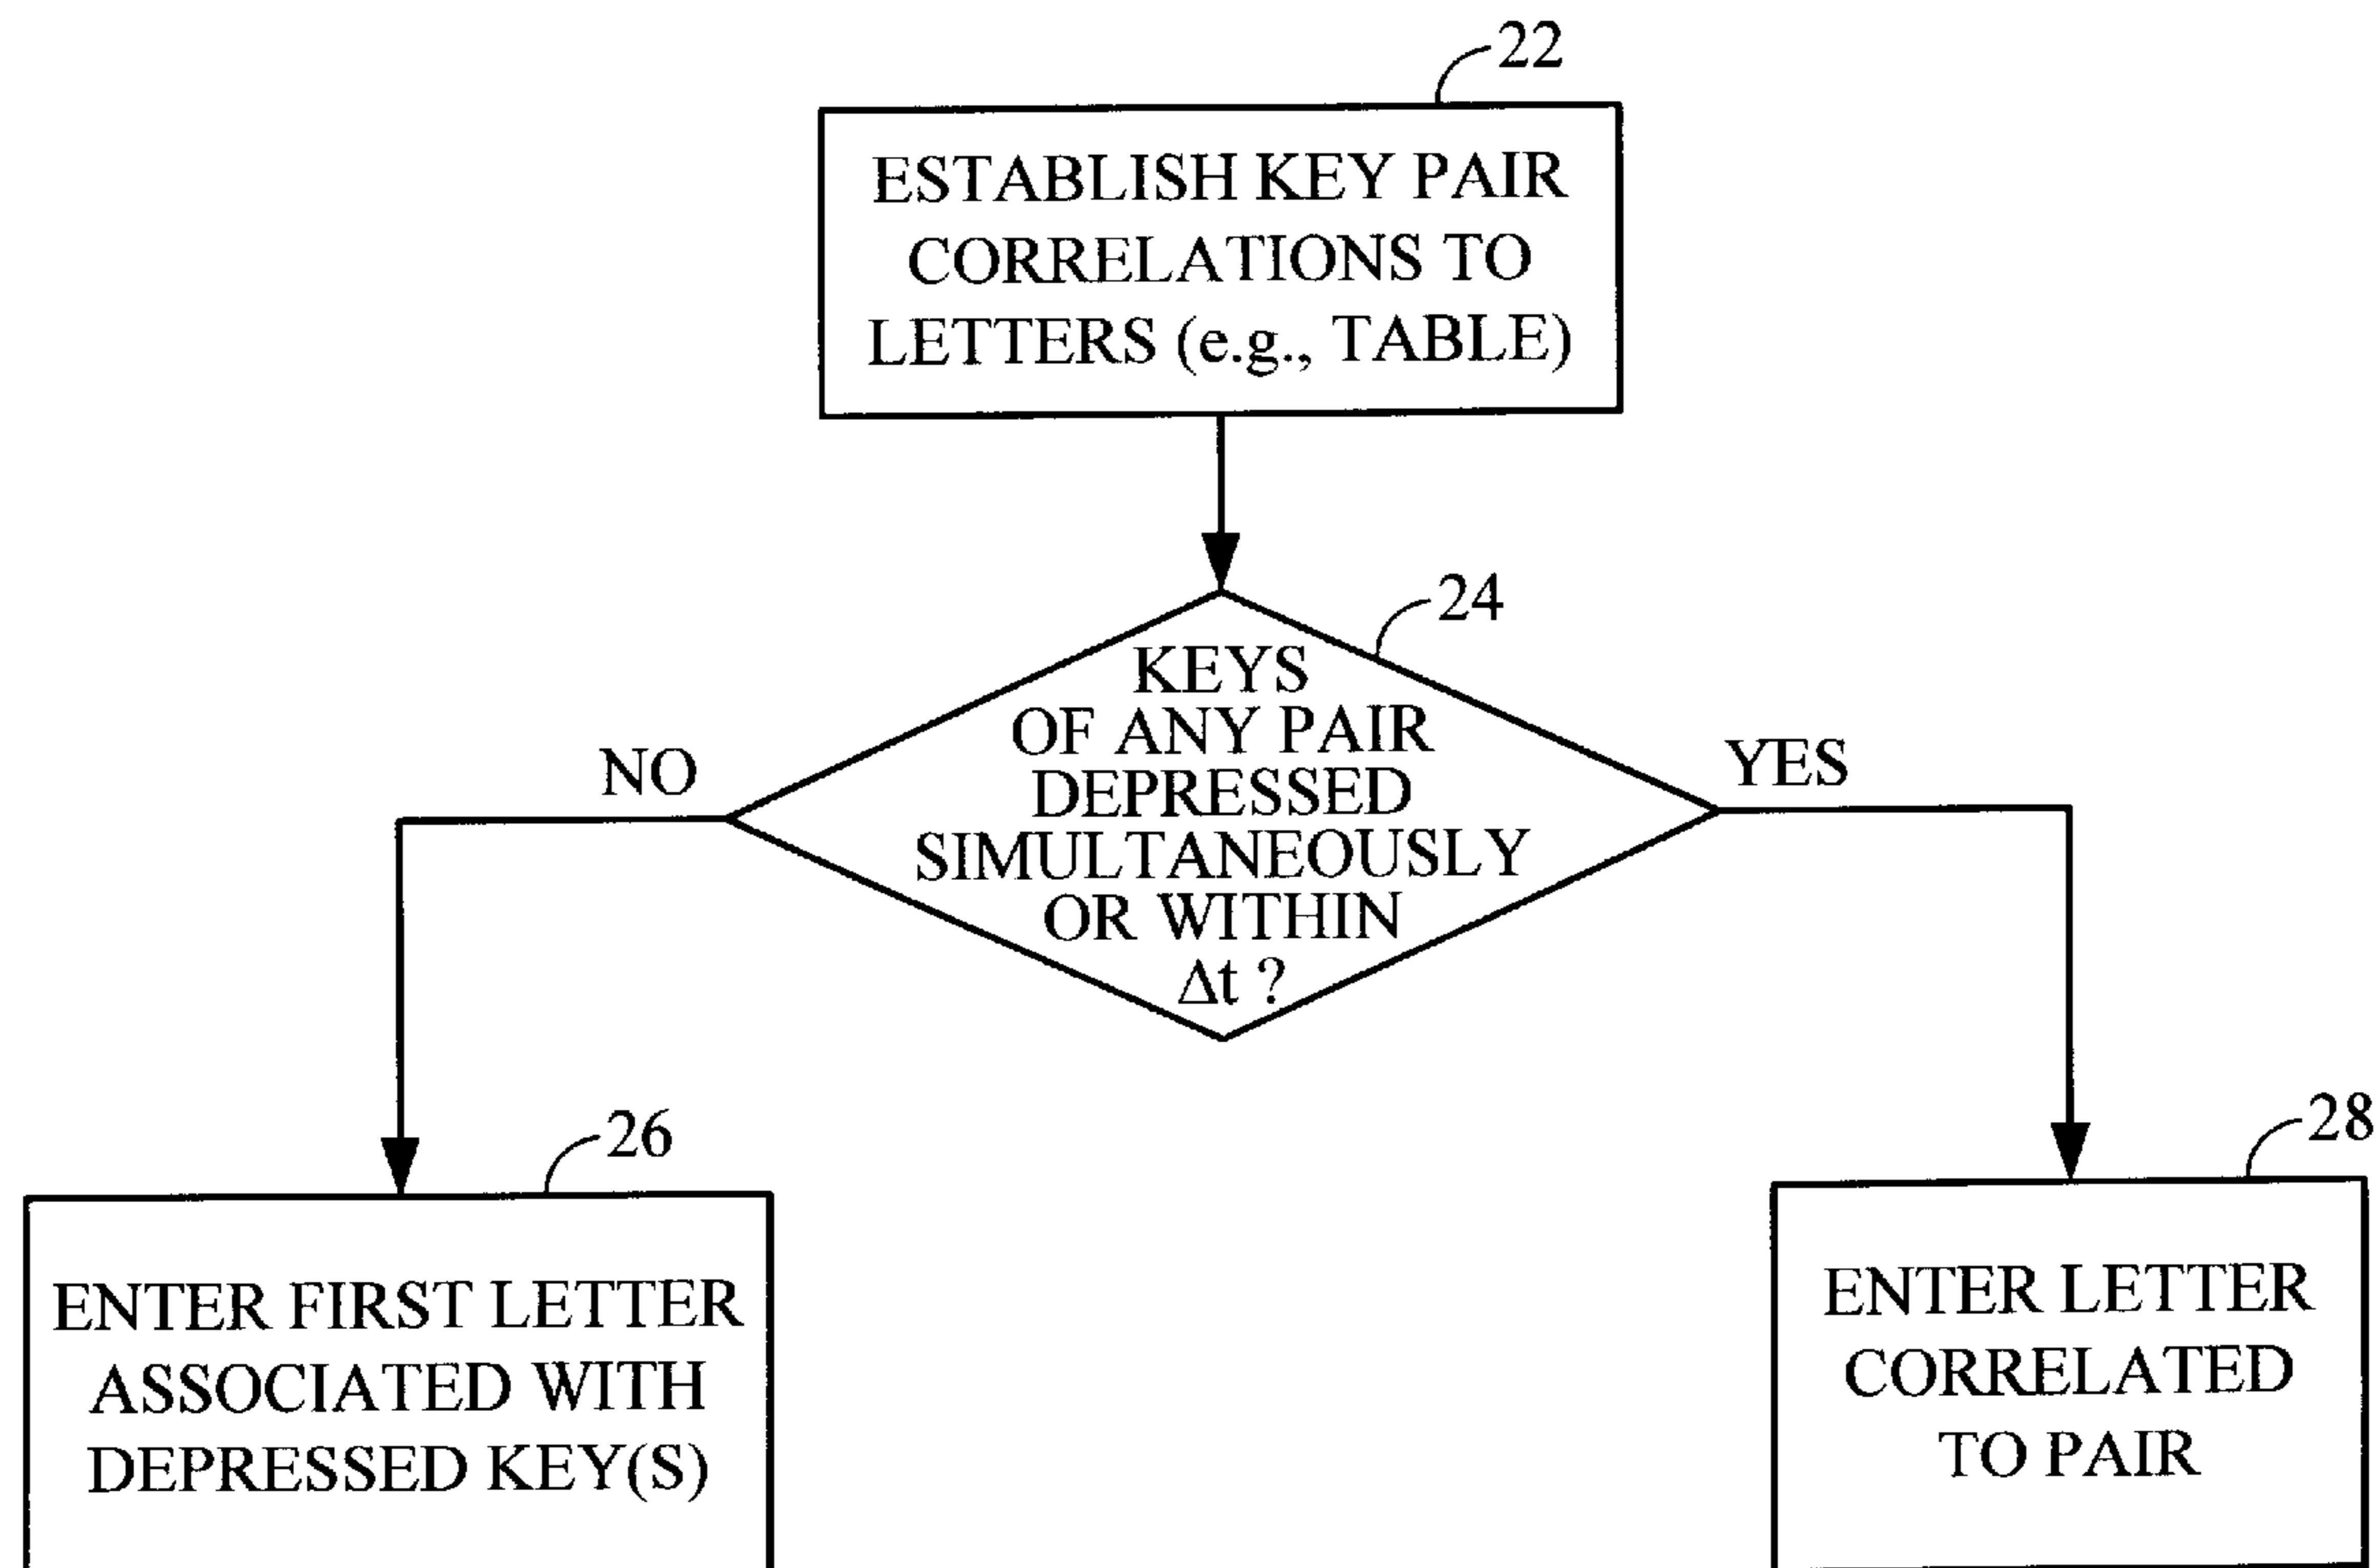 22
ESTABLISH KEY PAIR
CORRELATIONS TO
LETTERS (e.g., TABLE)
24
KEYS
OF ANY PAIR
DEPRESSED
SIMULTANEOUSLY
OR WITHIN
Δt ?
NO
YES
26
ENTER FIRST LETTER
ASSOCIATED WITH
DEPRESSED KEY(S)
28
ENTER LETTER
CORRELATED
TO PAIR